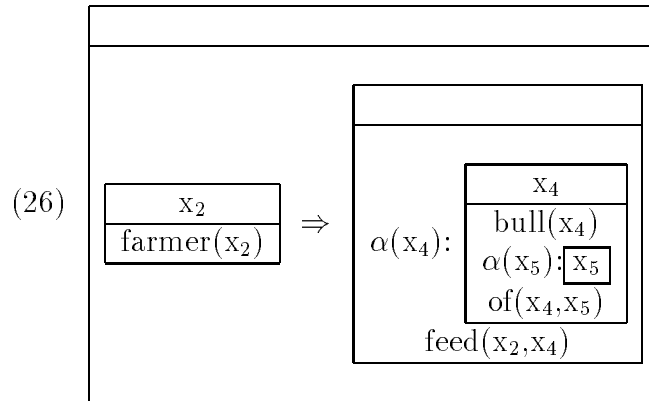 (26)
x₂
farmer(x₂)
⇒
α(x₄):
x₄
bull(x₄)
α(x₅): x₅
of(x₄,x₅)
feed(x₂,x₄)